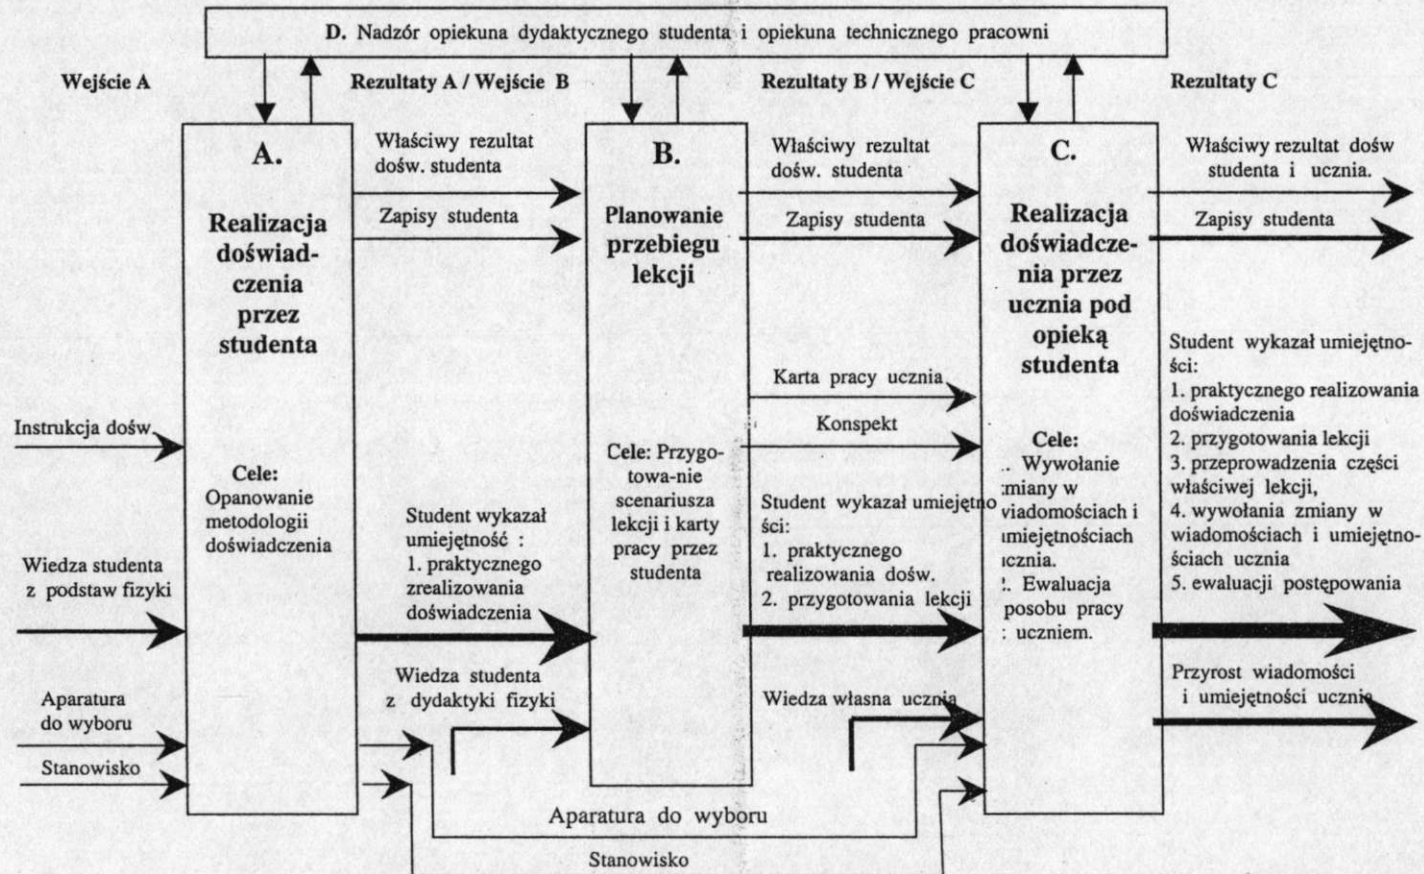 D. Nadzór opiekuna dydaktycznego studenta i opiekuna technicznego pracowni
Wejście A
Rezultaty A / Wejście B
Rezultaty B / Wejście C
Rezultaty C
A.
Realizacja
doświad-
czenia
przez
studenta
Cele:
Opanowanie
metodologii
doświadczenia
Instrukcja dośw.
Wiedza studenta
z podstaw fizyki
Aparatura
do wyboru
Stanowisko
Właściwy rezultat
dośw. studenta
Zapisy studenta
Student wykazał
umiejętność :
1. praktycznego
zrealizowania
doświadczenia
Wiedza studenta
z dydaktyki fizyki
B.
Planowanie
przebiegu
lekcji
Cele: Przygo-
towa-nie
scenariusza
lekcji i karty
pracy przez
studenta
Właściwy rezultat
dośw. studenta
Zapisy studenta
Karta pracy ucznia
Konspekt
Student wykazał umiejętno
ści:
1. praktycznego
realizowania dośw.
2. przygotowania lekcji
Wiedza własna ucznia
Aparatura do wyboru
Stanowisko
C.
Realizacja
doświadcze-
nia przez
ucznia pod
opieką
studenta
Cele:
. Wywołanie
zmiany w
wiadomościach i
umiejętnościach
ucznia.
. Ewaluacja
sposobu pracy
uczniem.
Właściwy rezultat dośw
studenta i ucznia.
Zapisy studenta
Student wykazał umiejętno-
ści:
1. praktycznego realizowania
doświadczenia
2. przygotowania lekcji
3. przeprowadzenia części
właściwej lekcji,
4. wywołania zmiany w
wiadomościach i umiejętno-
ściach ucznia
5. ewaluacji postępowania
Przyrost wiadomości
i umiejętności ucznia